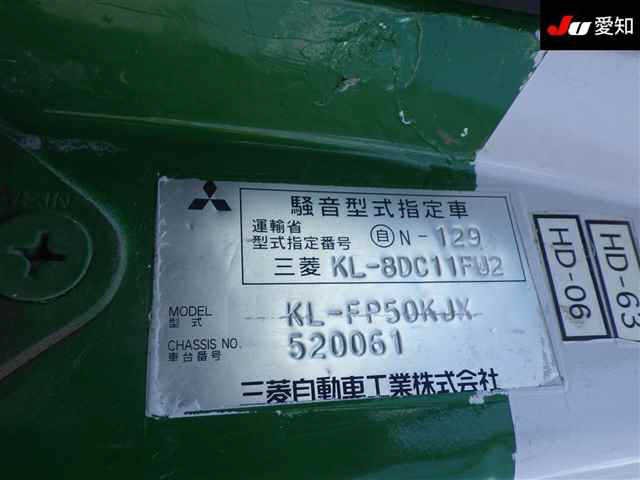 JU 愛知
騒音型式指定車
運輸省
型式指定番号 自 N-129
三菱 KL-8DC11FU2
MODEL
型式
KL-FP50KJX
CHASSIS NO.
車台番号
520061
三菱自動車工業株式会社
HD-06
HD-63